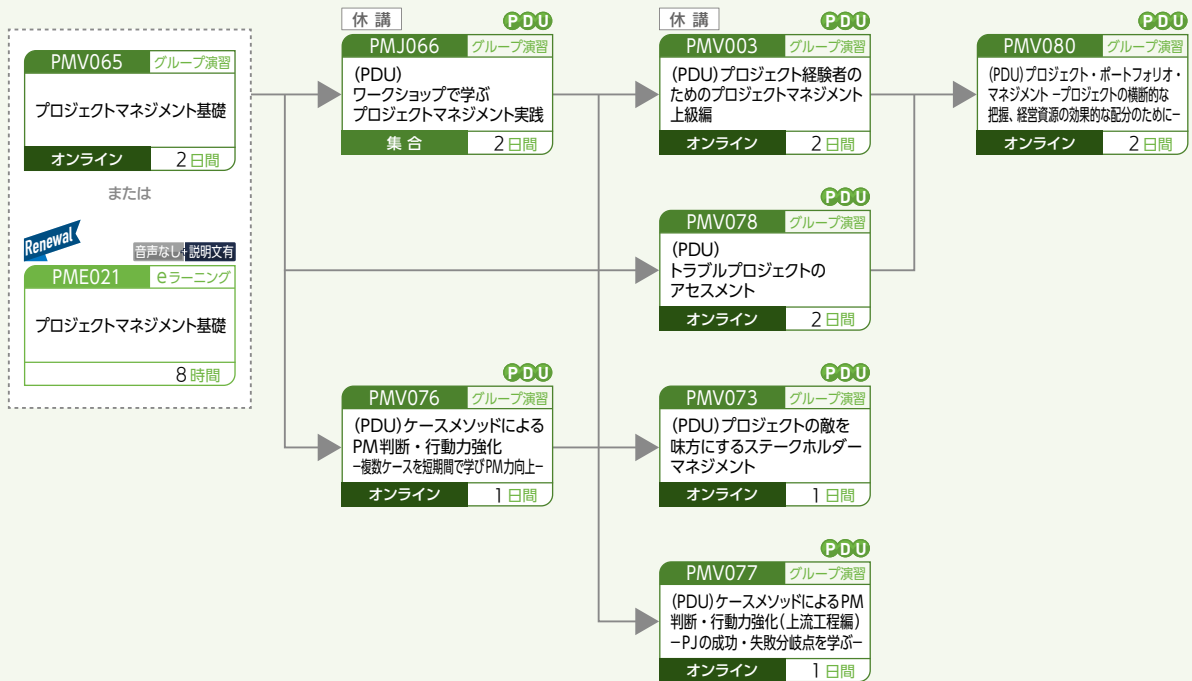 PMV065 グループ演習
プロジェクトマネジメント基礎
オンライン 2日間
または
Renewal
音声なし+説明文有
PME021 eラーニング
プロジェクトマネジメント基礎
8時間
休講 PDU
PMJ066 グループ演習
(PDU)
ワークショップで学ぶ
プロジェクトマネジメント実践
集合 2日間
PDU
PMV076 グループ演習
(PDU)ケースメソッドによる
PM判断・行動力強化
−複数ケースを短期間で学びPM力向上−
オンライン 1日間
休講 PDU
PMV003 グループ演習
(PDU)プロジェクト経験者の
ためのプロジェクトマネジメント
上級編
オンライン 2日間
PDU
PMV078 グループ演習
(PDU)
トラブルプロジェクトの
アセスメント
オンライン 2日間
PDU
PMV073 グループ演習
(PDU)プロジェクトの敵を
味方にするステークホルダー
マネジメント
オンライン 1日間
PDU
PMV077 グループ演習
(PDU)ケースメソッドによるPM
判断・行動力強化(上流工程編)
−PJの成功・失敗分岐点を学ぶ−
オンライン 1日間
PDU
PMV080 グループ演習
(PDU)プロジェクト・ポートフォリオ・
マネジメント −プロジェクトの横断的な
把握、経営資源の効果的な配分のために−
オンライン 2日間